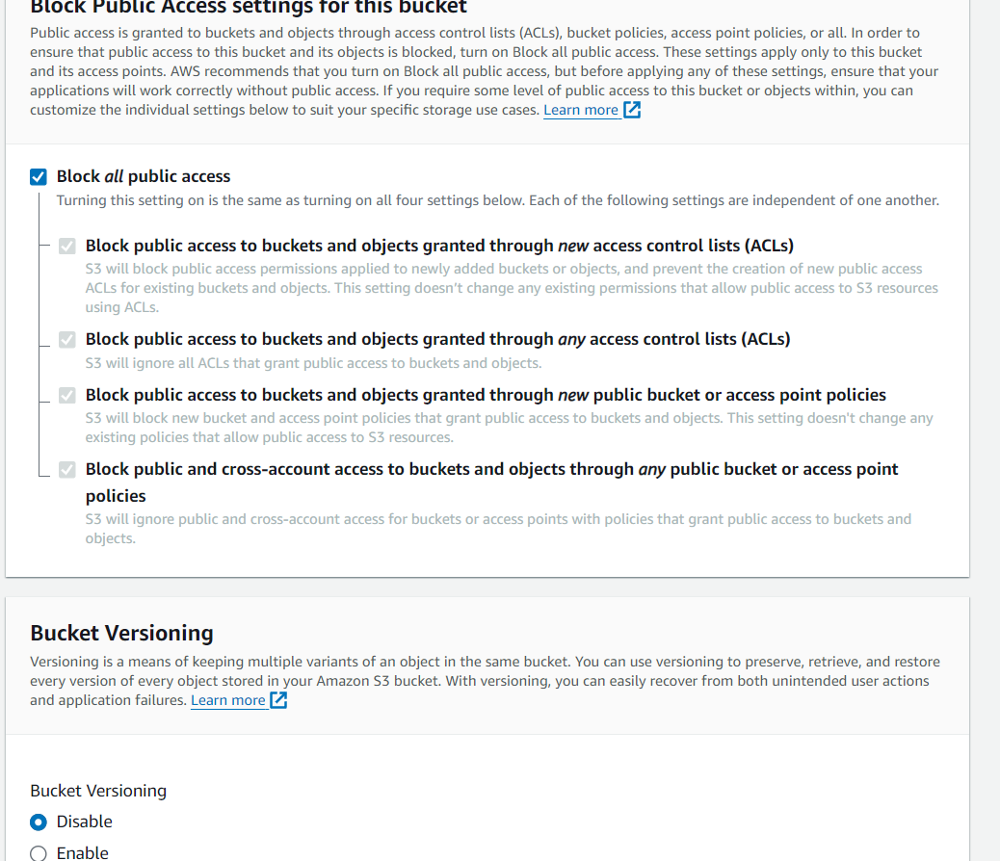 Block Public Access settings for this bucket
Public access is granted to buckets and objects through access control lists (ACLs), bucket policies, access point policies, or all. In order to
ensure that public access to this bucket and its objects is blocked, turn on Block all public access. These settings apply only to this bucket
and its access points. AWS recommends that you turn on Block all public access, but before applying any of these settings, ensure that your
applications will work correctly without public access. If you require some level of public access to this bucket or objects within, you can
customize the individual settings below to suit your specific storage use cases. Learn more
Block all public access
Turning this setting on is the same as turning on all four settings below. Each of the following settings are independent of one another.
Block public access to buckets and objects granted through new access control lists (ACLs)
S3 will block public access permissions applied to newly added buckets or objects, and prevent the creation of new public access
ACLs for existing buckets and objects. This setting doesn't change any existing permissions that allow public access to S3 resources
using ACLs.
Block public access to buckets and objects granted through any access control lists (ACLs)
S3 will ignore all ACLs that grant public access to buckets and objects.
Block public access to buckets and objects granted through new public bucket or access point policies
S3 will block new bucket and access point policies that grant public access to buckets and objects. This setting doesn't change any
existing policies that allow public access to S3 resources.
Block public and cross-account access to buckets and objects through any public bucket or access point
policies
S3 will ignore public and cross-account access for buckets or access points with policies that grant public access to buckets and
objects.
Bucket Versioning
Versioning is a means of keeping multiple variants of an object in the same bucket. You can use versioning to preserve, retrieve, and restore
every version of every object stored in your Amazon S3 bucket. With versioning, you can easily recover from both unintended user actions
and application failures. Learn more
Bucket Versioning
Disable
Enable